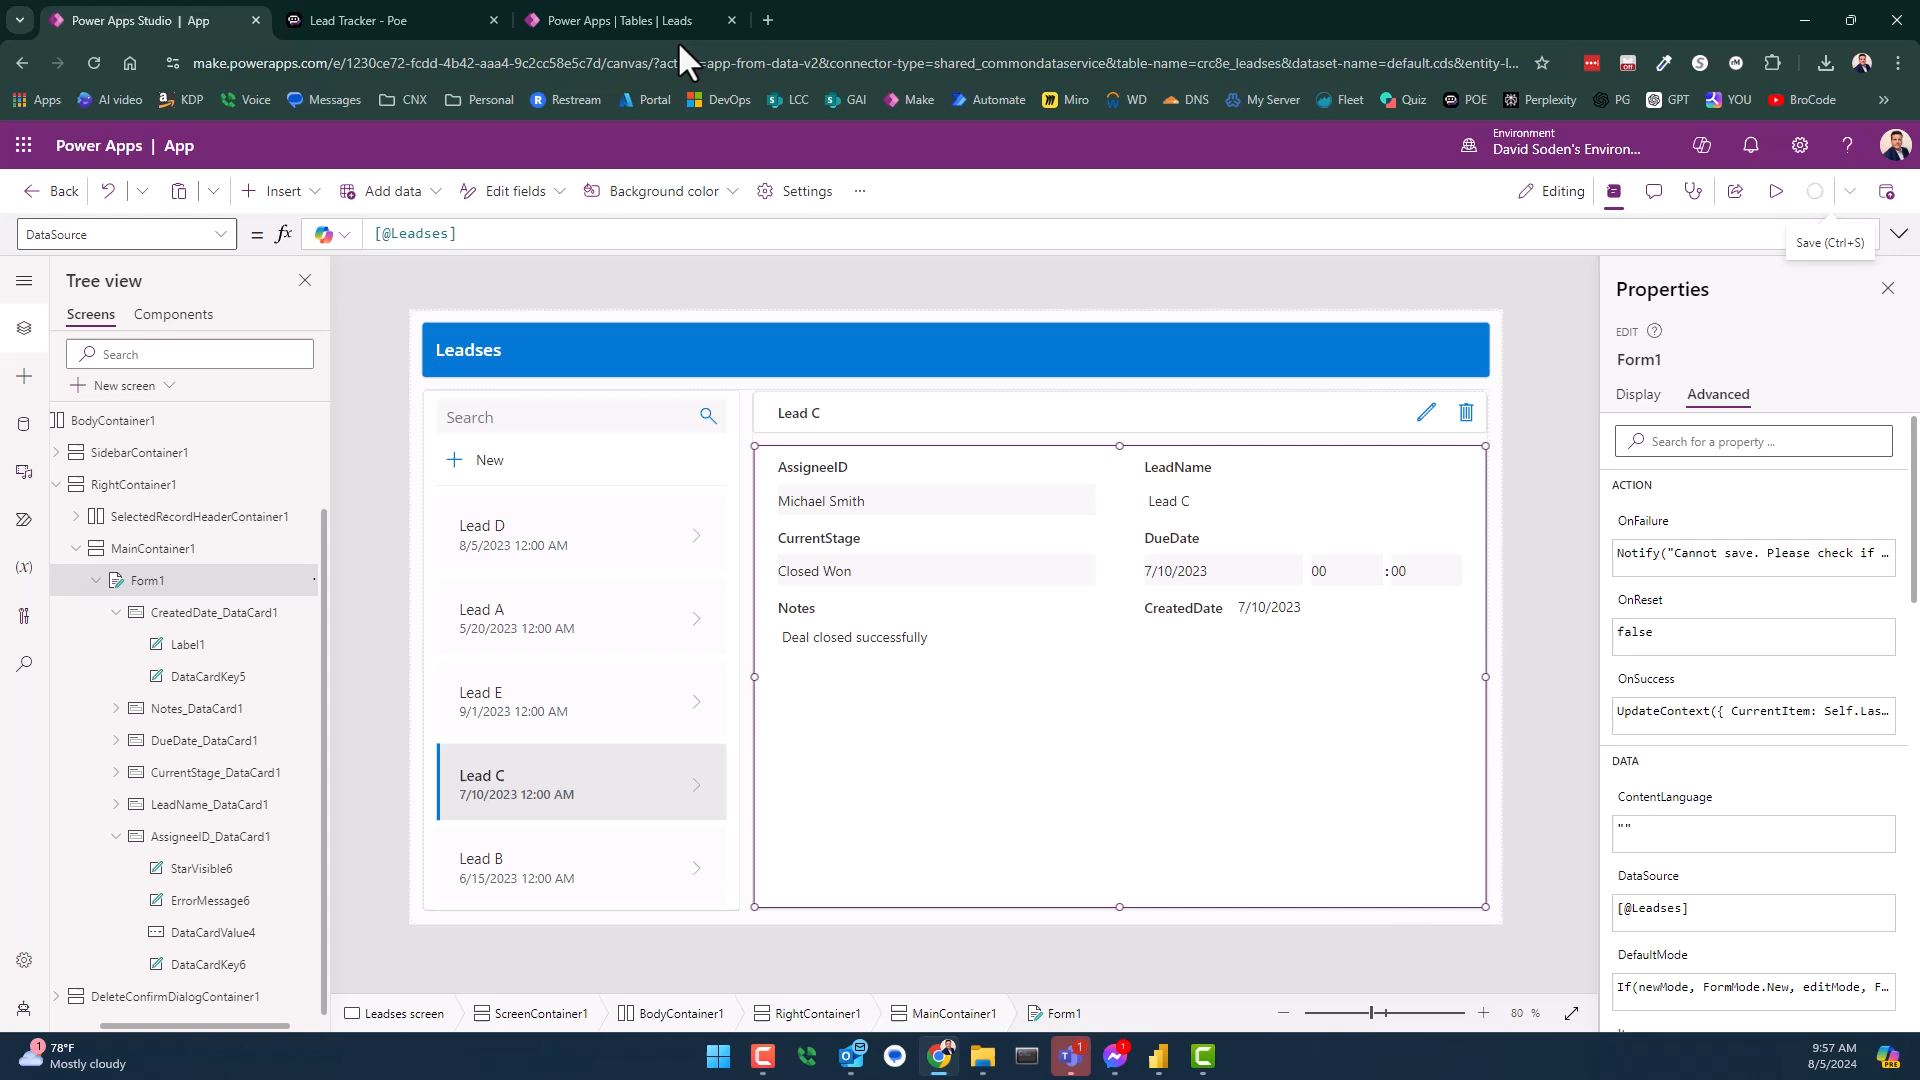 Power Apps Studio | App
Lead Tracker - Poe
Power Apps | Tables | Leads
make.powerapps.com/e/1230ce72-fcdd-4b42-aaa4-9c2cc58e5c7d/canvas/?act
=app-from-data-v2&connector-type=shared_commondataservice&table-name=crc8e_leadses&dataset-name=default.cds&entity-l...
Apps
AI video
KDP
Voice
Messages
CNX
Personal
Restream
Portal
DevOps
LCC
GAI
Make
Automate
Miro
WD
DNS
My Server
Fleet
Quiz
POE
Perplexity
PG
GPT
YOU
BroCode
Power Apps | App
Environment
David Soden's Environ...
Back
Insert
Add data
Edit fields
Background color
Settings
Editing
DataSource
= fx
[@Leadses]
Save (Ctrl+S)
Tree view
Screens
Components
Search
New screen
BodyContainer1
SidebarContainer1
RightContainer1
SelectedRecordHeaderContainer1
MainContainer1
Form1
CreatedDate_DataCard1
Label1
DataCardKey5
Notes_DataCard1
DueDate_DataCard1
CurrentStage_DataCard1
LeadName_DataCard1
AssigneeID_DataCard1
StarVisible6
ErrorMessage6
DataCardValue4
DataCardKey6
DeleteConfirmDialogContainer1
Leadses
Search
New
Lead D
8/5/2023 12:00 AM
Lead A
5/20/2023 12:00 AM
Lead E
9/1/2023 12:00 AM
Lead C
7/10/2023 12:00 AM
Lead B
6/15/2023 12:00 AM
Lead C
AssigneeID
Michael Smith
LeadName
Lead C
CurrentStage
Closed Won
DueDate
7/10/2023
00
:00
Notes
Deal closed successfully
CreatedDate
7/10/2023
Properties
EDIT
Form1
Display
Advanced
Search for a property ...
ACTION
OnFailure
Notify("Cannot save. Please check if ...
OnReset
false
OnSuccess
UpdateContext({ CurrentItem: Self.Las...
DATA
ContentLanguage
""
DataSource
[@Leadses]
DefaultMode
If(newMode, FormMode.New, editMode, F...
Leadses screen
ScreenContainer1
BodyContainer1
RightContainer1
MainContainer1
Form1
80 %
1
78°F
Mostly cloudy
1
1
9:57 AM
8/5/2024